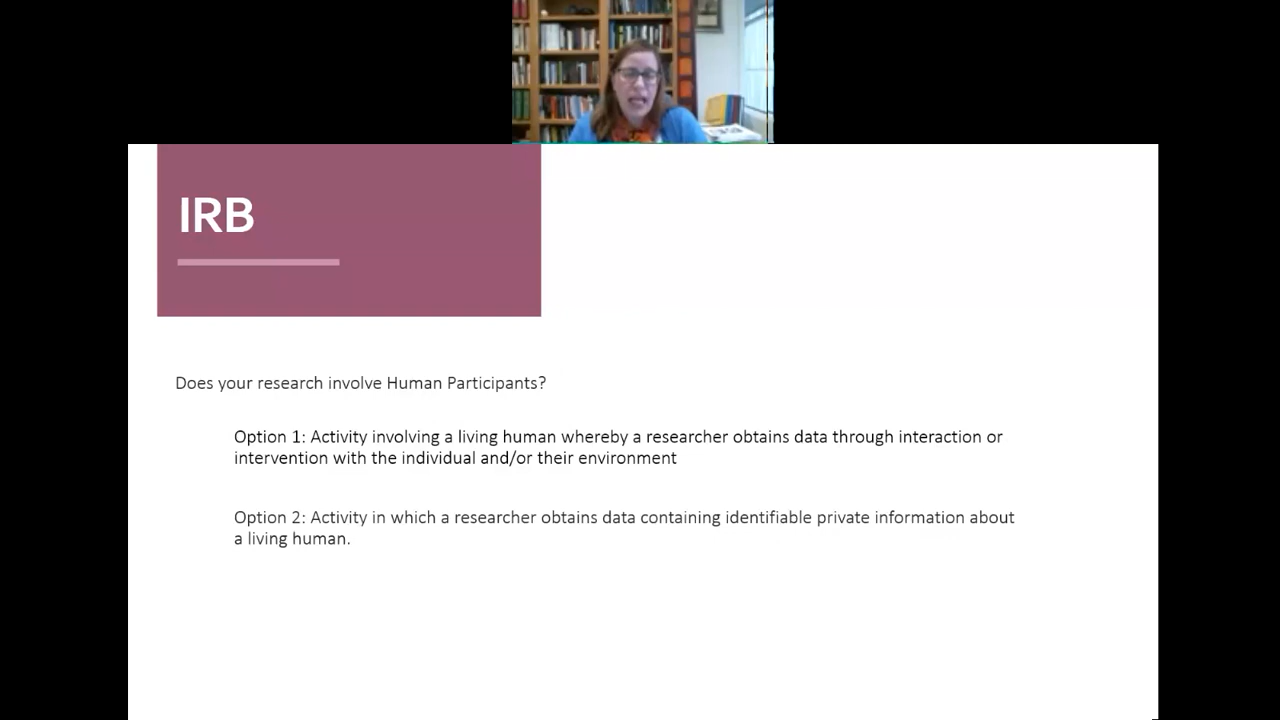 IRB
Does your research involve Human Participants?
Option 1: Activity involving a living human whereby a researcher obtains data through interaction or
intervention with the individual and/or their environment
Option 2: Activity in which a researcher obtains data containing identifiable private information about
a living human.